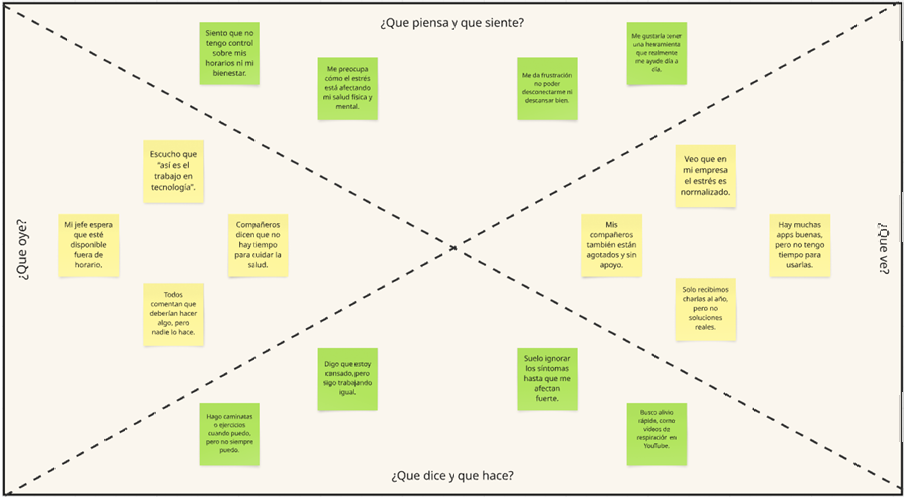 ¿Que piensa y que siente?
Siento que no
tengo control
sobre mis
horarios ni mi
bienestar.
Me preocupa
cómo el estrés
está afectando
mi salud física y
mental.
Me da frustración
no poder
desconectarme ni
descansar bien.
Me gustaría tener
una herramienta
que realmente
me ayude día a
día.
¿Que oye?
Escucho que
"así es el
trabajo en
tecnología".
Mi jefe espera
que esté
disponible
fuera de
horario.
Compañeros
dicen que no
hay tiempo
para cuidar la
salud.
Todos
comentan que
deberían hacer
algo, pero
nadie lo hace.
¿Que ve?
Veo que en
mi empresa
el estrés es
normalizado.
Mis
compañeros
también están
agotados y sin
apoyo.
Hay muchas
apps buenas,
pero no tengo
tiempo para
usarlas.
Solo recibimos
charlas al año,
pero no
soluciones
reales.
Digo que estoy
cansado, pero
sigo trabajando
igual.
Suelo ignorar
los síntomas
hasta que me
afectan
fuerte.
Hago caminatas
o ejercicios
cuando puedo,
pero no siempre
puedo.
Busco alivio
rápido, como
videos de
respiración en
YouTube.
¿Que dice y que hace?